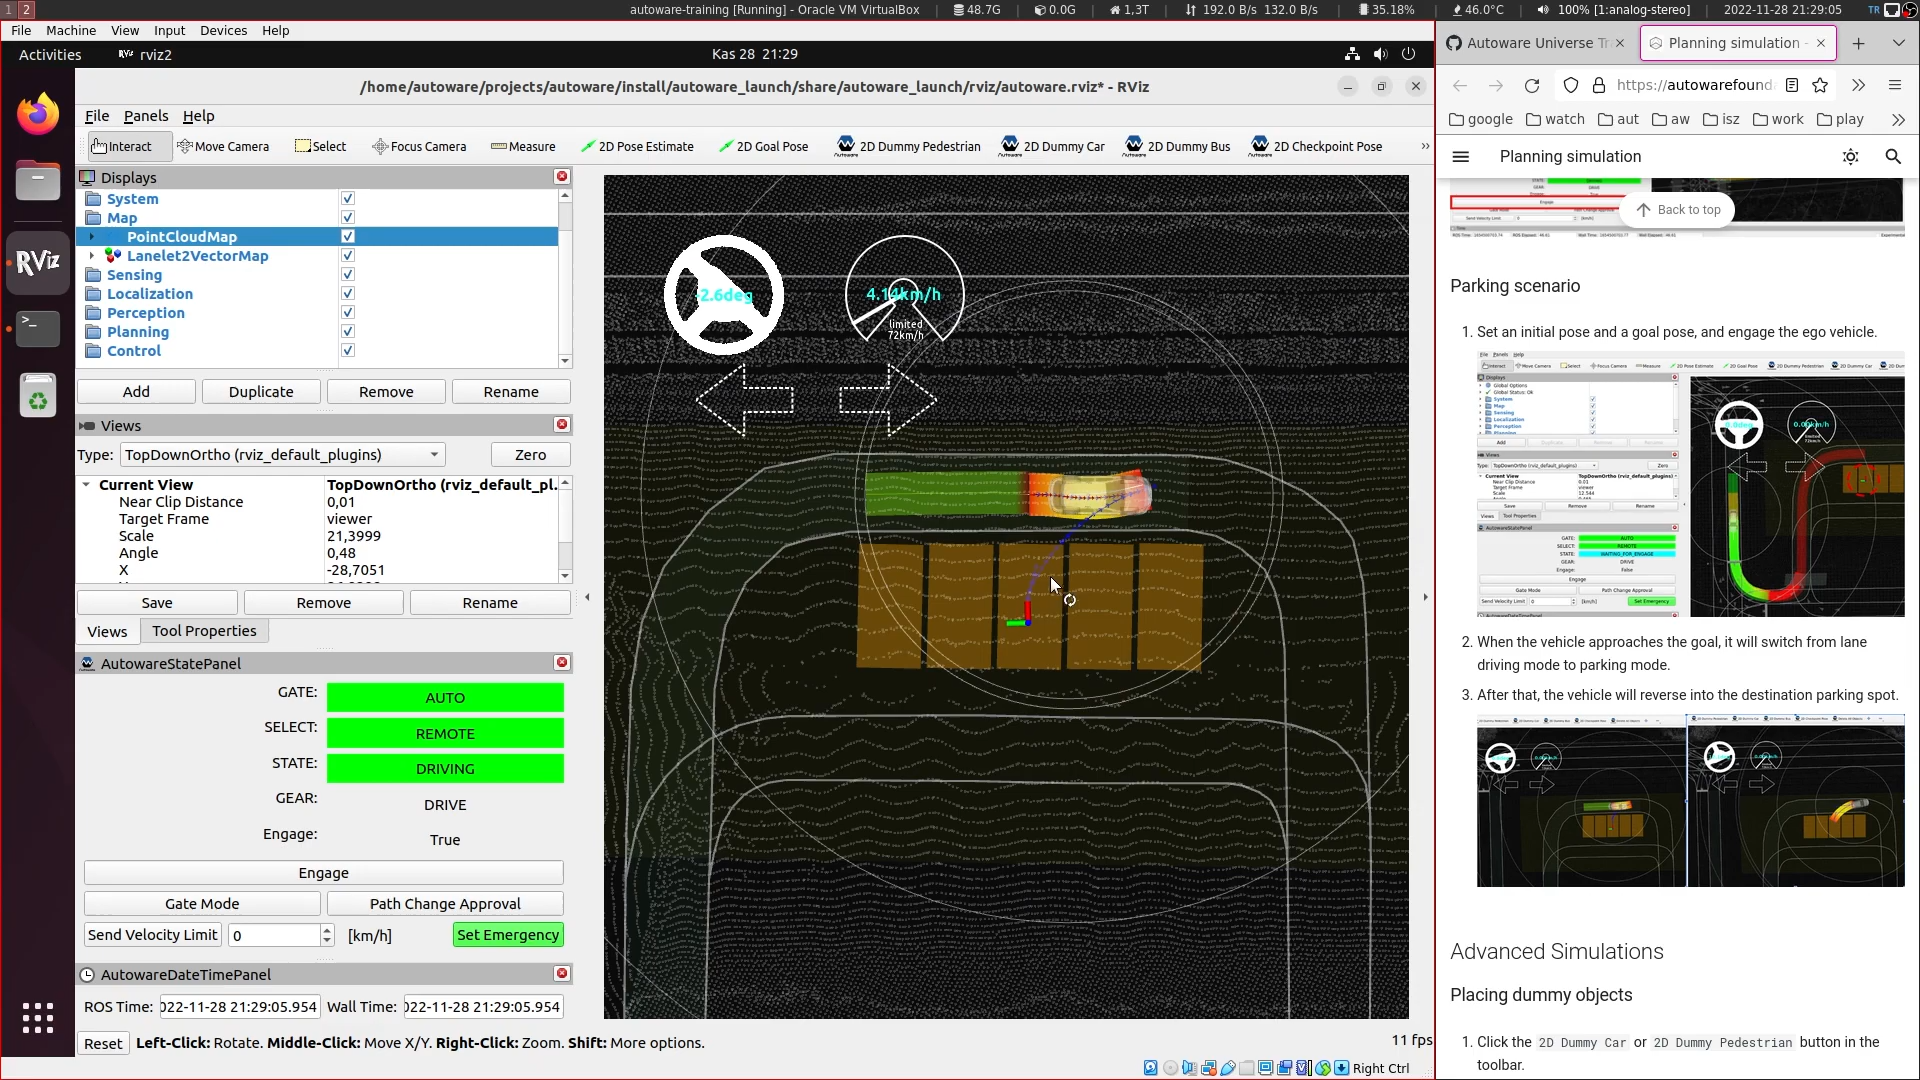 1 2 autoware-training [Running] - Oracle VM VirtualBox 48.7G 0.0G 1,3T 192.0 B/s 132.0 B/s 35.18% 46.0°C 100% [1:analog-stereo] 2022-11-28 21:29:05 TR
File Machine View Input Devices Help
Activities rviz2 Kas 28 21:29
/home/autoware/projects/autoware/install/autoware_launch/share/autoware_launch/rviz/autoware.rviz* - RViz
File Panels Help
Interact Move Camera Select Focus Camera Measure 2D Pose Estimate 2D Goal Pose 2D Dummy Pedestrian 2D Dummy Car 2D Dummy Bus 2D Checkpoint Pose
Displays
System
Map
PointCloudMap
Lanelet2VectorMap
Sensing
Localization
Perception
Planning
Control
Add Duplicate Remove Rename
Views
Type: TopDownOrtho (rviz_default_plugins) Zero
Current View TopDownOrtho (rviz_default_pl...
Near Clip Distance 0,01
Target Frame viewer
Scale 21,3999
Angle 0,48
X -28,7051
Save Remove Rename
Views Tool Properties
AutowareStatePanel
GATE: AUTO
SELECT: REMOTE
STATE: DRIVING
GEAR: DRIVE
Engage: True
Engage
Gate Mode Path Change Approval
Send Velocity Limit 0 [km/h] Set Emergency
AutowareDateTimePanel
ROS Time: 022-11-28 21:29:05.954 Wall Time: 022-11-28 21:29:05.954
Reset Left-Click: Rotate. Middle-Click: Move X/Y. Right-Click: Zoom. Shift: More options. 11 fps
Right Ctrl
RViz
-2.6deg
4.14km/h
limited
72km/h
Autoware Universe Tr
Planning simulation -
https://autowarefound
google watch aut aw isz work play
Planning simulation
Back to top
Parking scenario
1. Set an initial pose and a goal pose, and engage the ego vehicle.
2. When the vehicle approaches the goal, it will switch from lane
driving mode to parking mode.
3. After that, the vehicle will reverse into the destination parking spot.
Advanced Simulations
Placing dummy objects
1. Click the 2D Dummy Car or 2D Dummy Pedestrian button in the
toolbar.